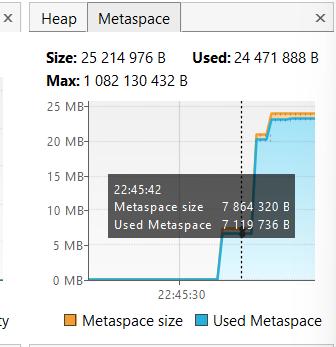 Heap Metaspace
Size: 25 214 976 B Used: 24 471 888 B
Max: 1 082 130 432 B
25 MB
20 MB
15 MB
10 MB
5 MB
0 MB
22:45:42
Metaspace size 7 864 320 B
Used Metaspace 7 119 736 B
22:45:30
ty
Metaspace size Used Metaspace